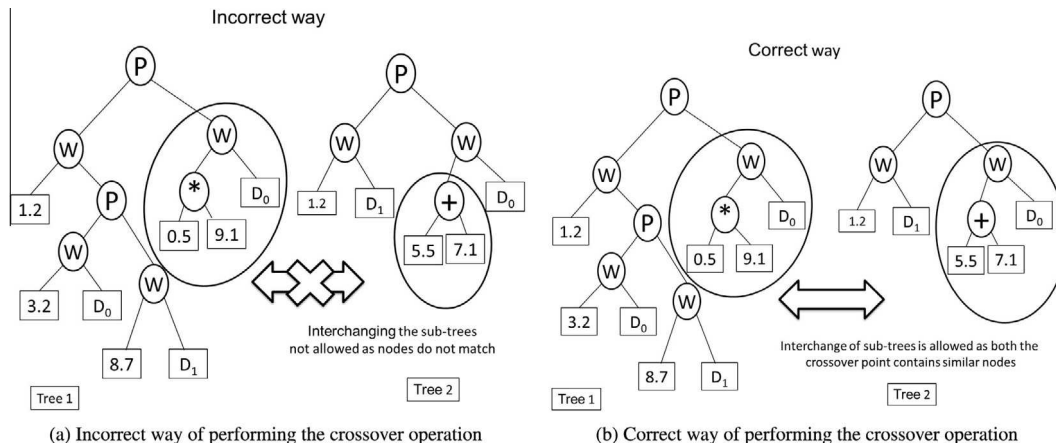 Incorrect way
P
W
W
P
W
W
1.2
P
*
D₀
1.2
D₁
+
D₀
0.5
9.1
5.5
7.1
W
W
3.2
D₀
8.7
D₁
Interchanging the sub-trees
not allowed as nodes do not match
Tree 1
Tree 2
(a) Incorrect way of performing the crossover operation
Correct way
P
P
W
W
W
W
1.2
P
*
D₀
1.2
D₁
+
D₀
0.5
9.1
5.5
7.1
W
W
3.2
D₀
8.7
D₁
Interchange of sub-trees is allowed as both the
crossover point contains similar nodes
Tree 1
Tree 2
(b) Correct way of performing the crossover operation